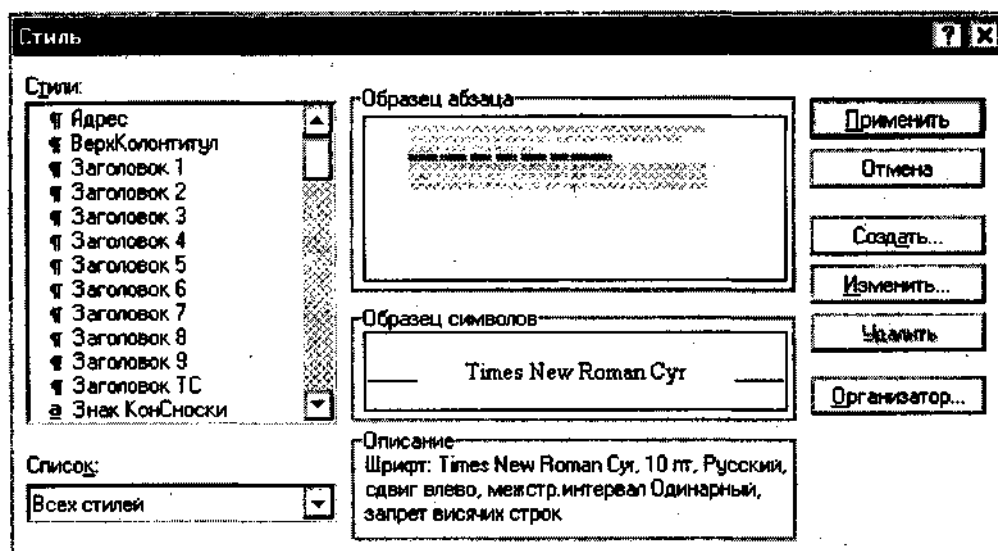 Стиль
Стили:
¶ Адрес
¶ ВерхКолонтитул
¶ Заголовок 1
¶ Заголовок 2
¶ Заголовок 3
¶ Заголовок 4
¶ Заголовок 5
¶ Заголовок 6
¶ Заголовок 7
¶ Заголовок 8
¶ Заголовок 9
¶ Заголовок ТС
a Знак КонСноски
Список:
Всех стилей
Образец абзаца
Образец символов
Times New Roman Cyr
Описание
Шрифт: Times New Roman Cyr, 10 пт, Русский,
сдвиг влево, межстр.интервал Одинарный,
запрет висячих строк
Применить
Отмена
Создать...
Изменить...
Удалить
Организатор...